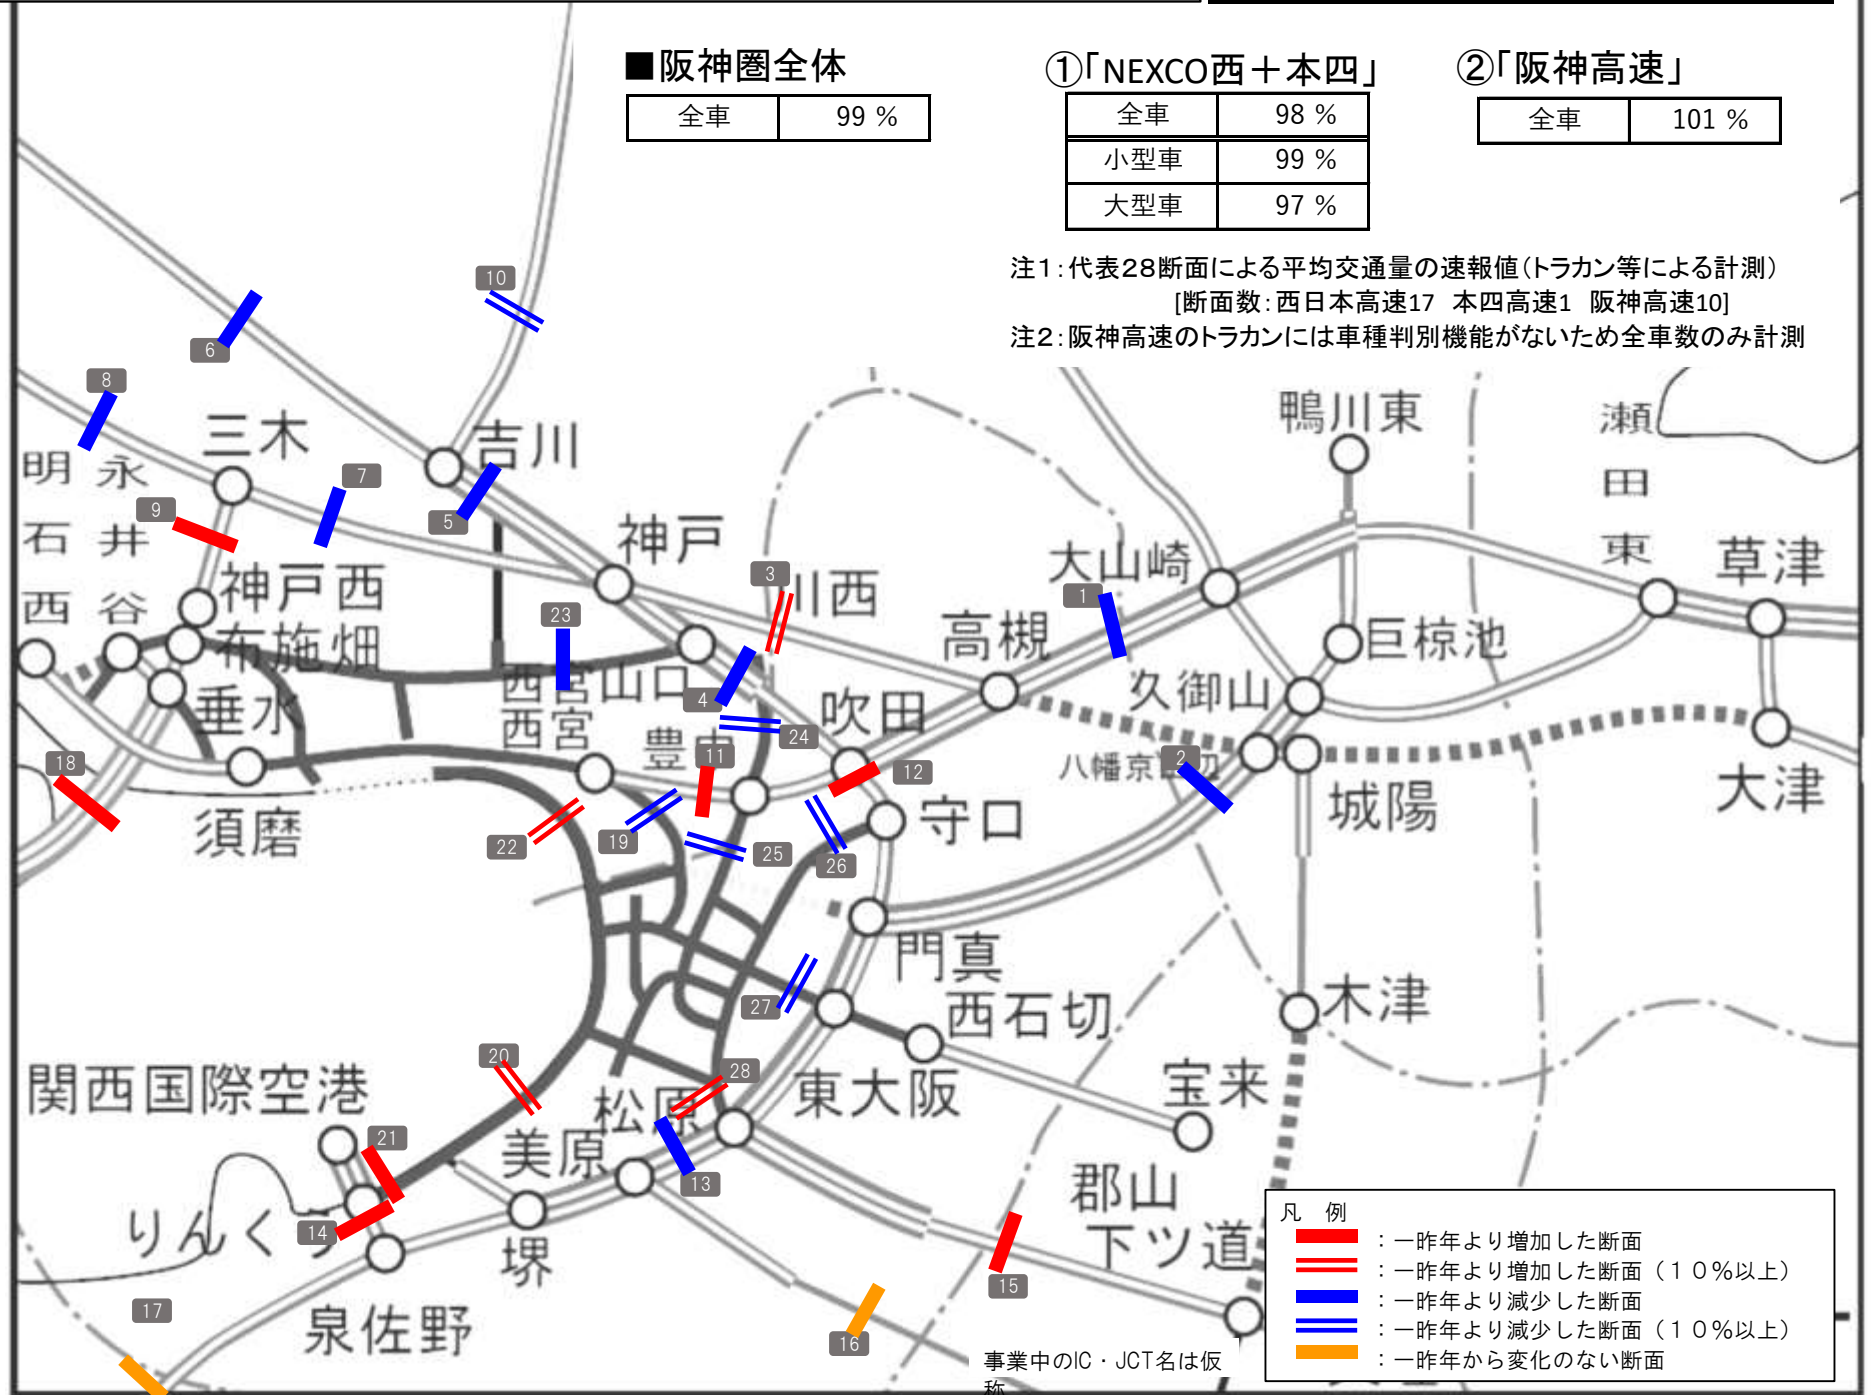 ■阪神圏全体
全車 99 %
①「NEXCO西＋本四」
全車 98 %
小型車 99 %
大型車 97 %
②「阪神高速」
全車 101 %
注1：代表28断面による平均交通量の速報値（トラカン等による計測）
[断面数：西日本高速17 本四高速1 阪神高速10]
注2：阪神高速のトラカンには車種判別機能がないため全車数のみ計測
10
6
8
三木
吉川
鴨川東
瀬田東
明石西
永井谷
7
9
5
神戸
大山崎
草津
神戸西
3
川西
1
高槻
23
布施畑
巨椋池
西宮山口
4
久御山
垂水
西宮
吹田
24
豊中
11
2
18
12
八幡京田辺
大津
須磨
22
19
守口
城陽
25
26
門真
27
西石切
木津
20
28
関西国際空港
松原
東大阪
宝来
21
美原
13
郡山
下ツ道
14
りんくう
堺
15
17
泉佐野
16
事業中のIC・JCT名は仮
称
凡 例
：一昨年より増加した断面
：一昨年より増加した断面（１０％以上）
：一昨年より減少した断面
：一昨年より減少した断面（１０％以上）
：一昨年から変化のない断面